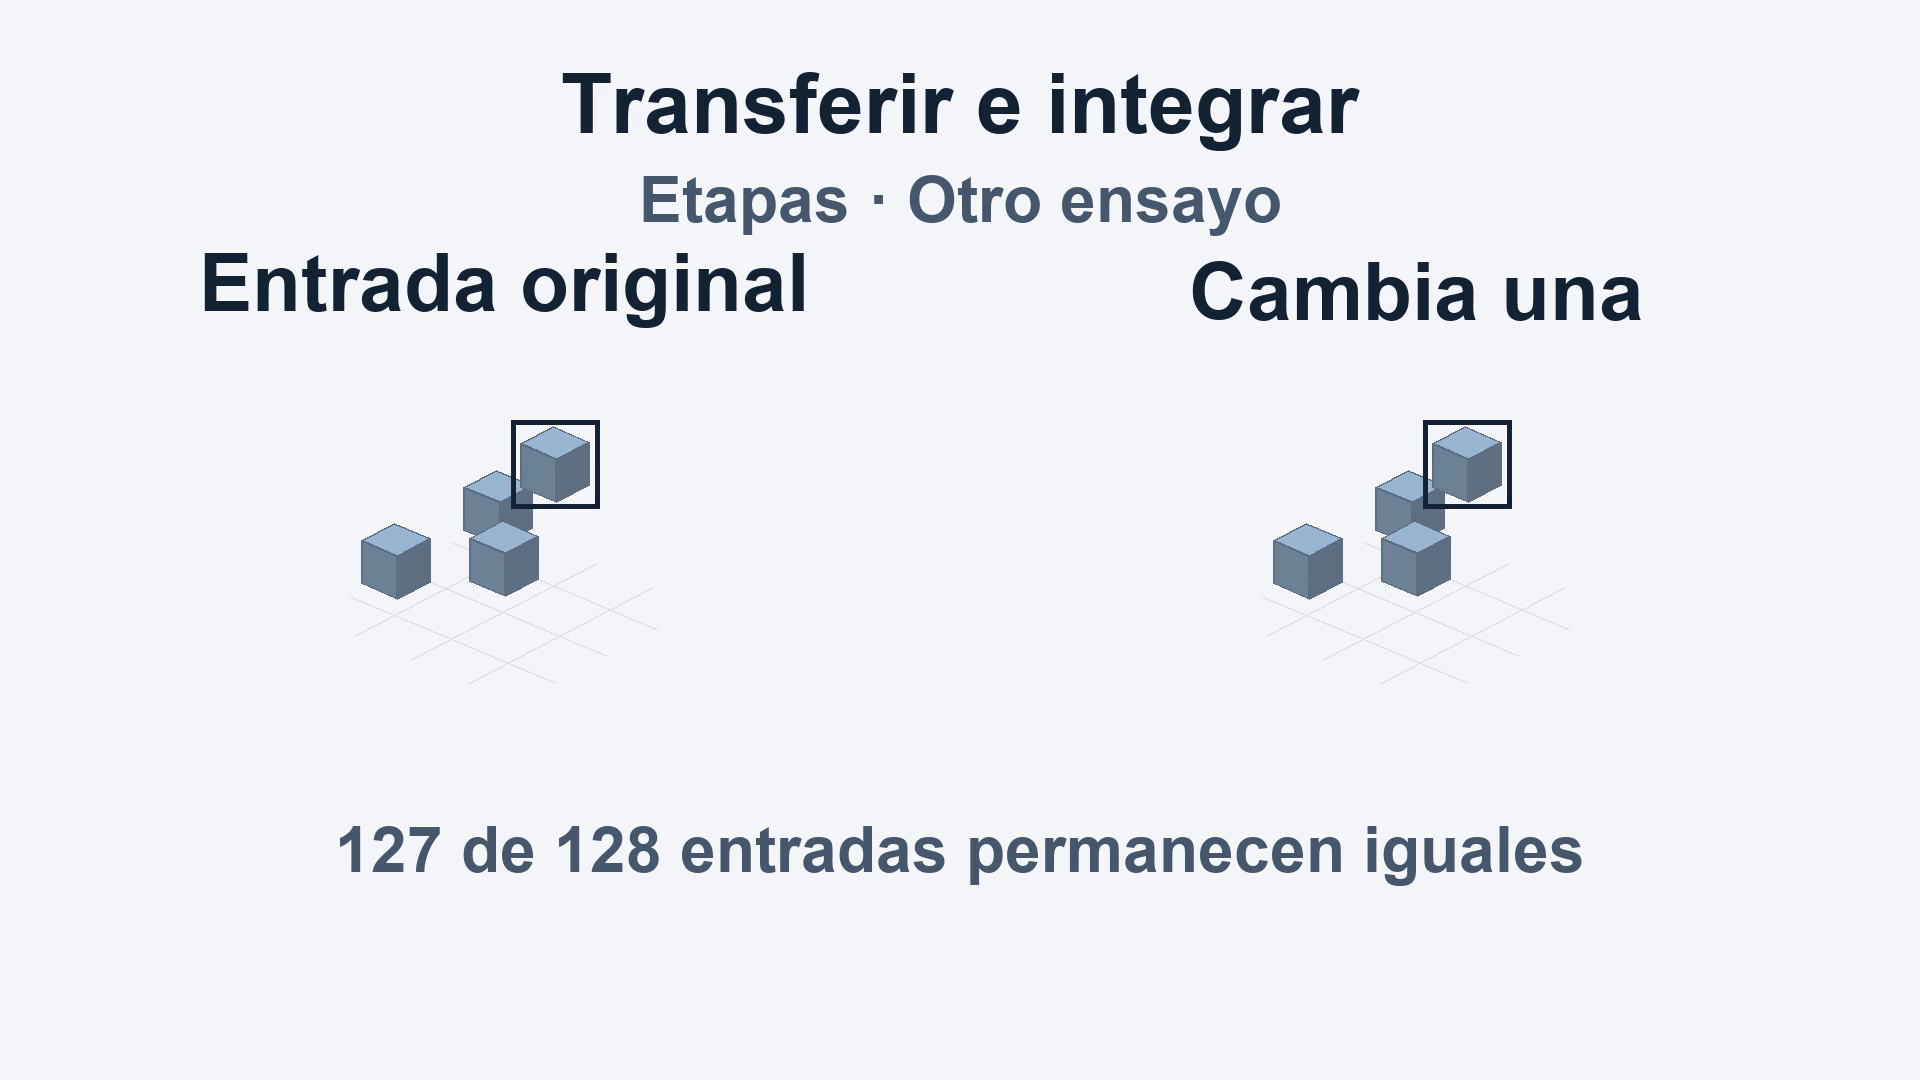 Transferir e integrar
Etapas · Otro ensayo
Entrada original
Cambia una
127 de 128 entradas permanecen iguales